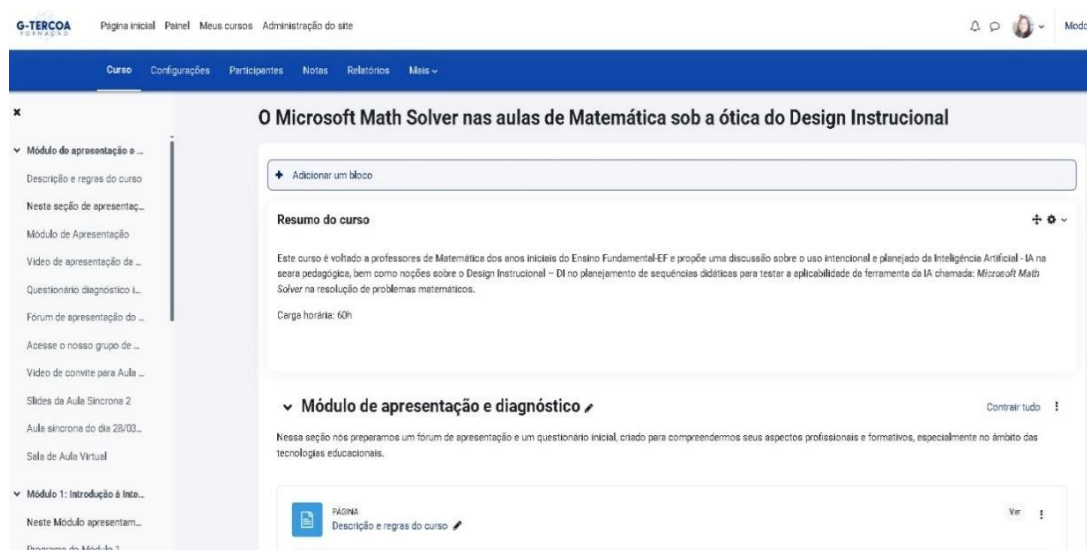 G-TERCOA
FORMAÇÃO
Página inicial Painel Meus cursos Administração do site
Modo
Curso Configurações Participantes Notas Relatórios Mais
Módulo de apresentação e ...
Descrição e regras do curso
Nesta seção de apresentaç...
Módulo de Apresentação
Vídeo de apresentação da ...
Questionário diagnóstico i...
Fórum de apresentação do ...
Acesse o nosso grupo de ...
Vídeo de convite para Aula ...
Slides da Aula Síncrona 2
Aula síncrona do dia 28/03...
Sala de Aula Virtual
Módulo 1: Introdução à Inte...
Neste Módulo apresentam...
Programa do Módulo 1
O Microsoft Math Solver nas aulas de Matemática sob a ótica do Design Instrucional
Adicionar um bloco
Resumo do curso
Este curso é voltado a professores de Matemática dos anos iniciais do Ensino Fundamental-EF e propõe uma discussão sobre o uso intencional e planejado da Inteligência Artificial - IA na
seara pedagógica, bem como noções sobre o Design Instrucional – DI no planejamento de sequências didáticas para testar a aplicabilidade da ferramenta da IA chamada: Microsoft Math
Solver na resolução de problemas matemáticos.
Carga horária: 60h
Módulo de apresentação e diagnóstico
Contrair tudo
Nessa seção nós preparamos um fórum de apresentação e um questionário inicial, criado para compreendermos seus aspectos profissionais e formativos, especialmente no âmbito das
tecnologias educacionais.
PÁGINA
Descrição e regras do curso
Ver